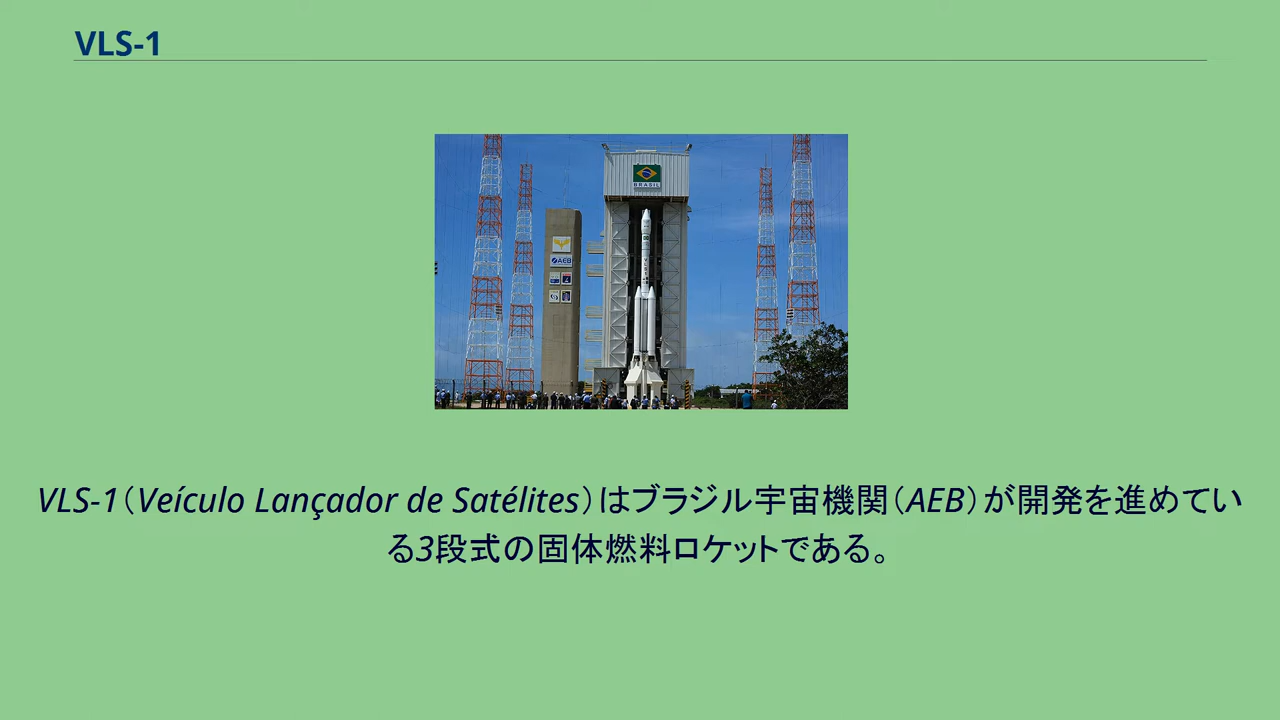 VLS-1
BRASIL
AEB
VLS-1（Veículo Lançador de Satélites）はブラジル宇宙機関（AEB）が開発を進めてい
る3段式の固体燃料ロケットである。